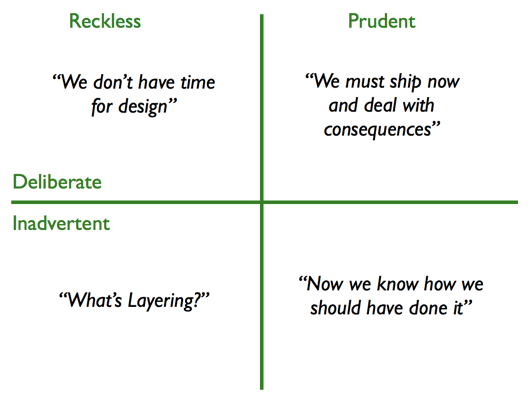 Reckless
Prudent
“We don’t have time
for design”
“We must ship now
and deal with
consequences”
Deliberate
Inadvertent
“What’s Layering?”
“Now we know how we
should have done it”